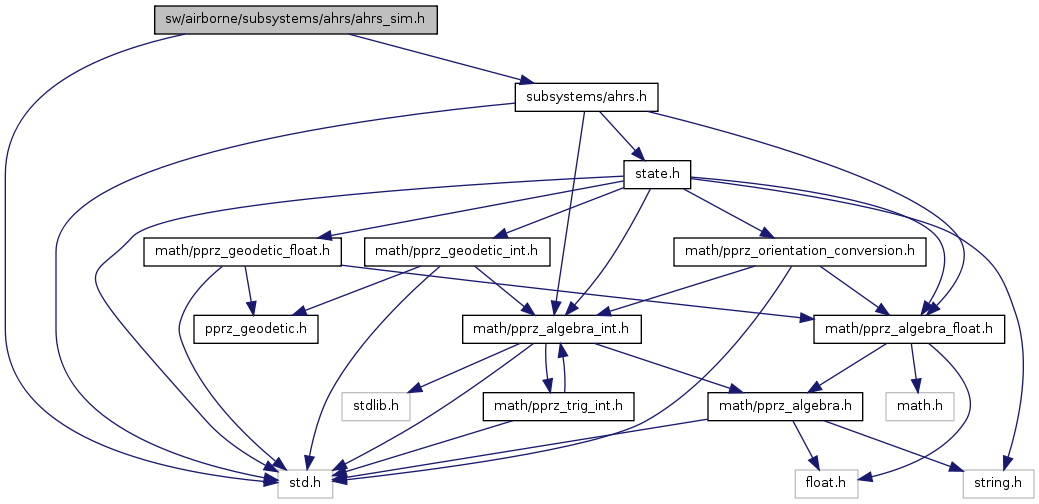 sw/airborne/subsystems/ahrs/ahrs_sim.h
subsystems/ahrs.h
state.h
math/pprz_geodetic_float.h
math/pprz_geodetic_int.h
math/pprz_orientation_conversion.h
pprz_geodetic.h
math/pprz_algebra_int.h
math/pprz_algebra_float.h
stdlib.h
math/pprz_trig_int.h
math/pprz_algebra.h
math.h
std.h
float.h
string.h